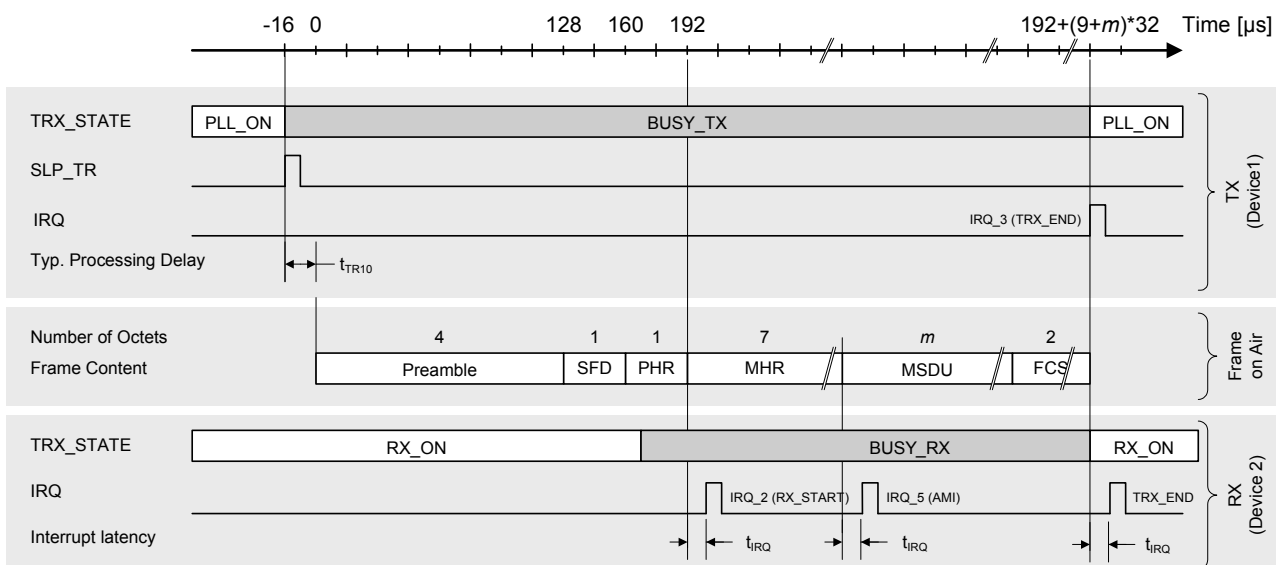 -16 0 128 160 192 192+(9+m)*32 Time [µs]
TRX_STATE PLL_ON BUSY_TX PLL_ON
SLP_TR
IRQ IRQ_3 (TRX_END)
Typ. Processing Delay tTR10
TX
(Device1)
Number of Octets 4 1 1 7 m 2
Frame Content Preamble SFD PHR MHR MSDU FCS
Frame
on Air
TRX_STATE RX_ON BUSY_RX RX_ON
IRQ IRQ_2 (RX_START) IRQ_5 (AMI) TRX_END
Interrupt latency tIRQ tIRQ tIRQ
RX
(Device 2)